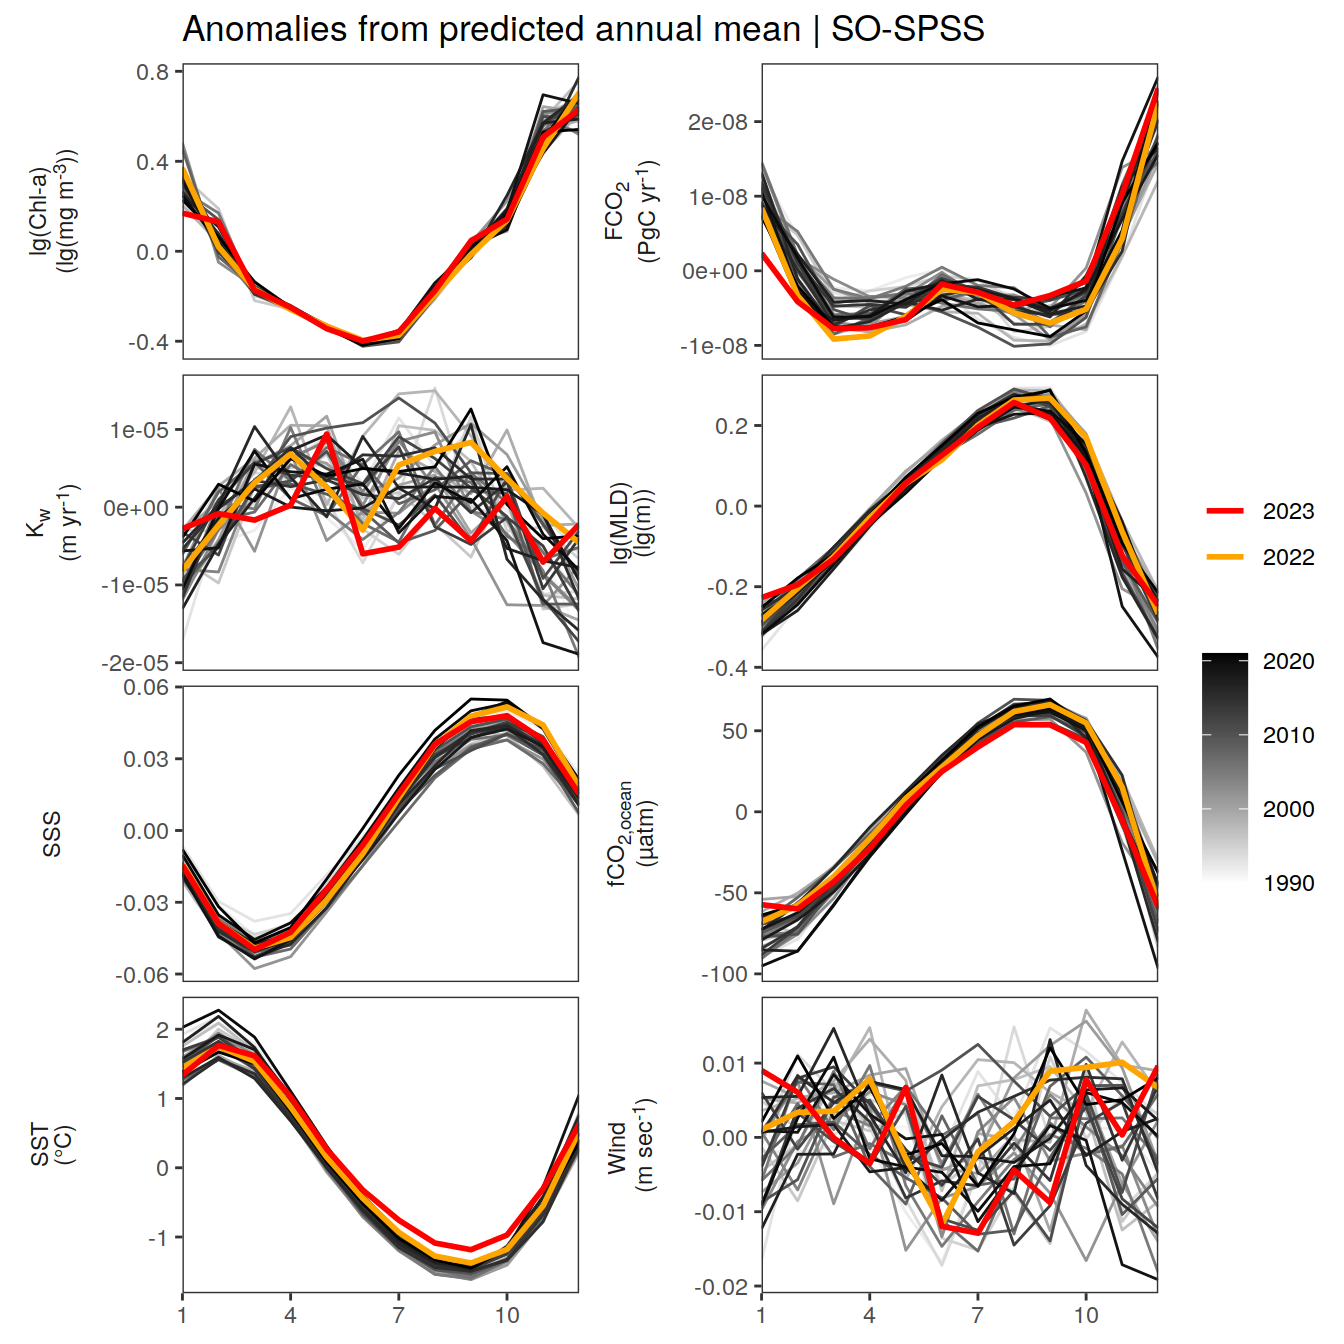 Anomalies from predicted annual mean | SO-SPSS
lg(Chl-a)
(lg(mg m⁻³))
0.8
0.4
0.0
-0.4
FCO₂
(PgC yr⁻¹)
2e-08
1e-08
0e+00
-1e-08
K_w
(m yr⁻¹)
1e-05
0e+00
-1e-05
-2e-05
lg(MLD)
(lg(m))
0.2
0.0
-0.2
-0.4
SSS
0.06
0.03
0.00
-0.03
-0.06
fCO₂,ocean
(µatm)
50
0
-50
-100
SST
(°C)
2
1
0
-1
1 4 7 10
Wind
(m sec⁻¹)
0.01
0.00
-0.01
-0.02
1 4 7 10
2023
2022
2020
2010
2000
1990